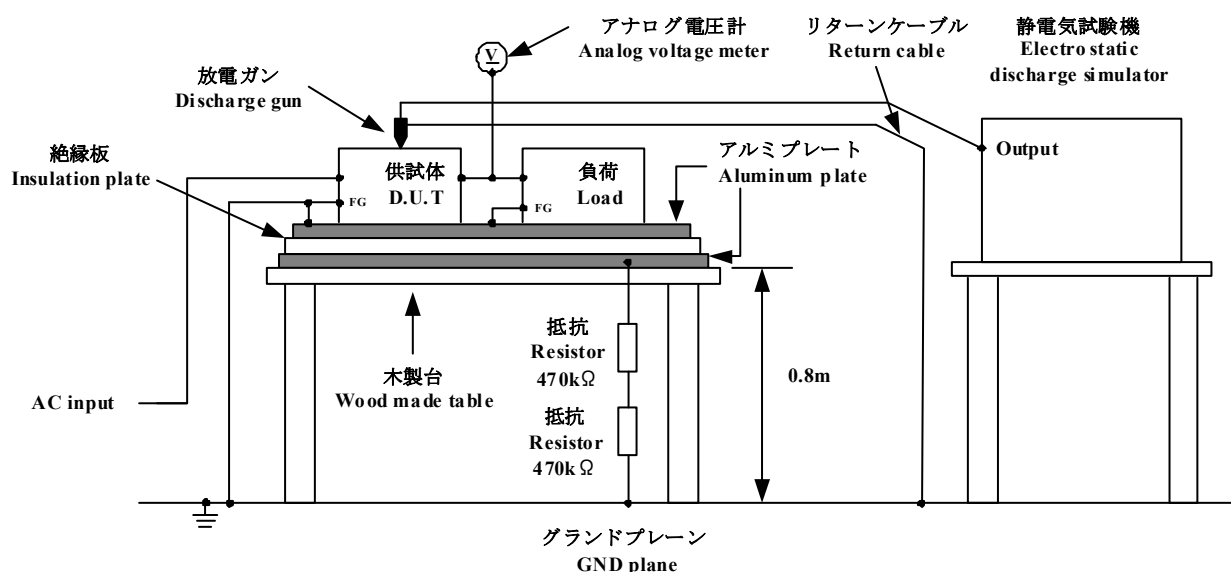 アナログ電圧計
Analog voltage meter
リターンケーブル
Return cable
静電気試験機
Electro static
discharge simulator
V
放電ガン
Discharge gun
絶縁板
Insulation plate
供試体
D.U.T
FG
負荷
Load
FG
アルミプレート
Aluminum plate
Output
抵抗
Resistor
470kΩ
0.8m
木製台
Wood made table
AC input
抵抗
Resistor
470kΩ
グランドプレーン
GND plane